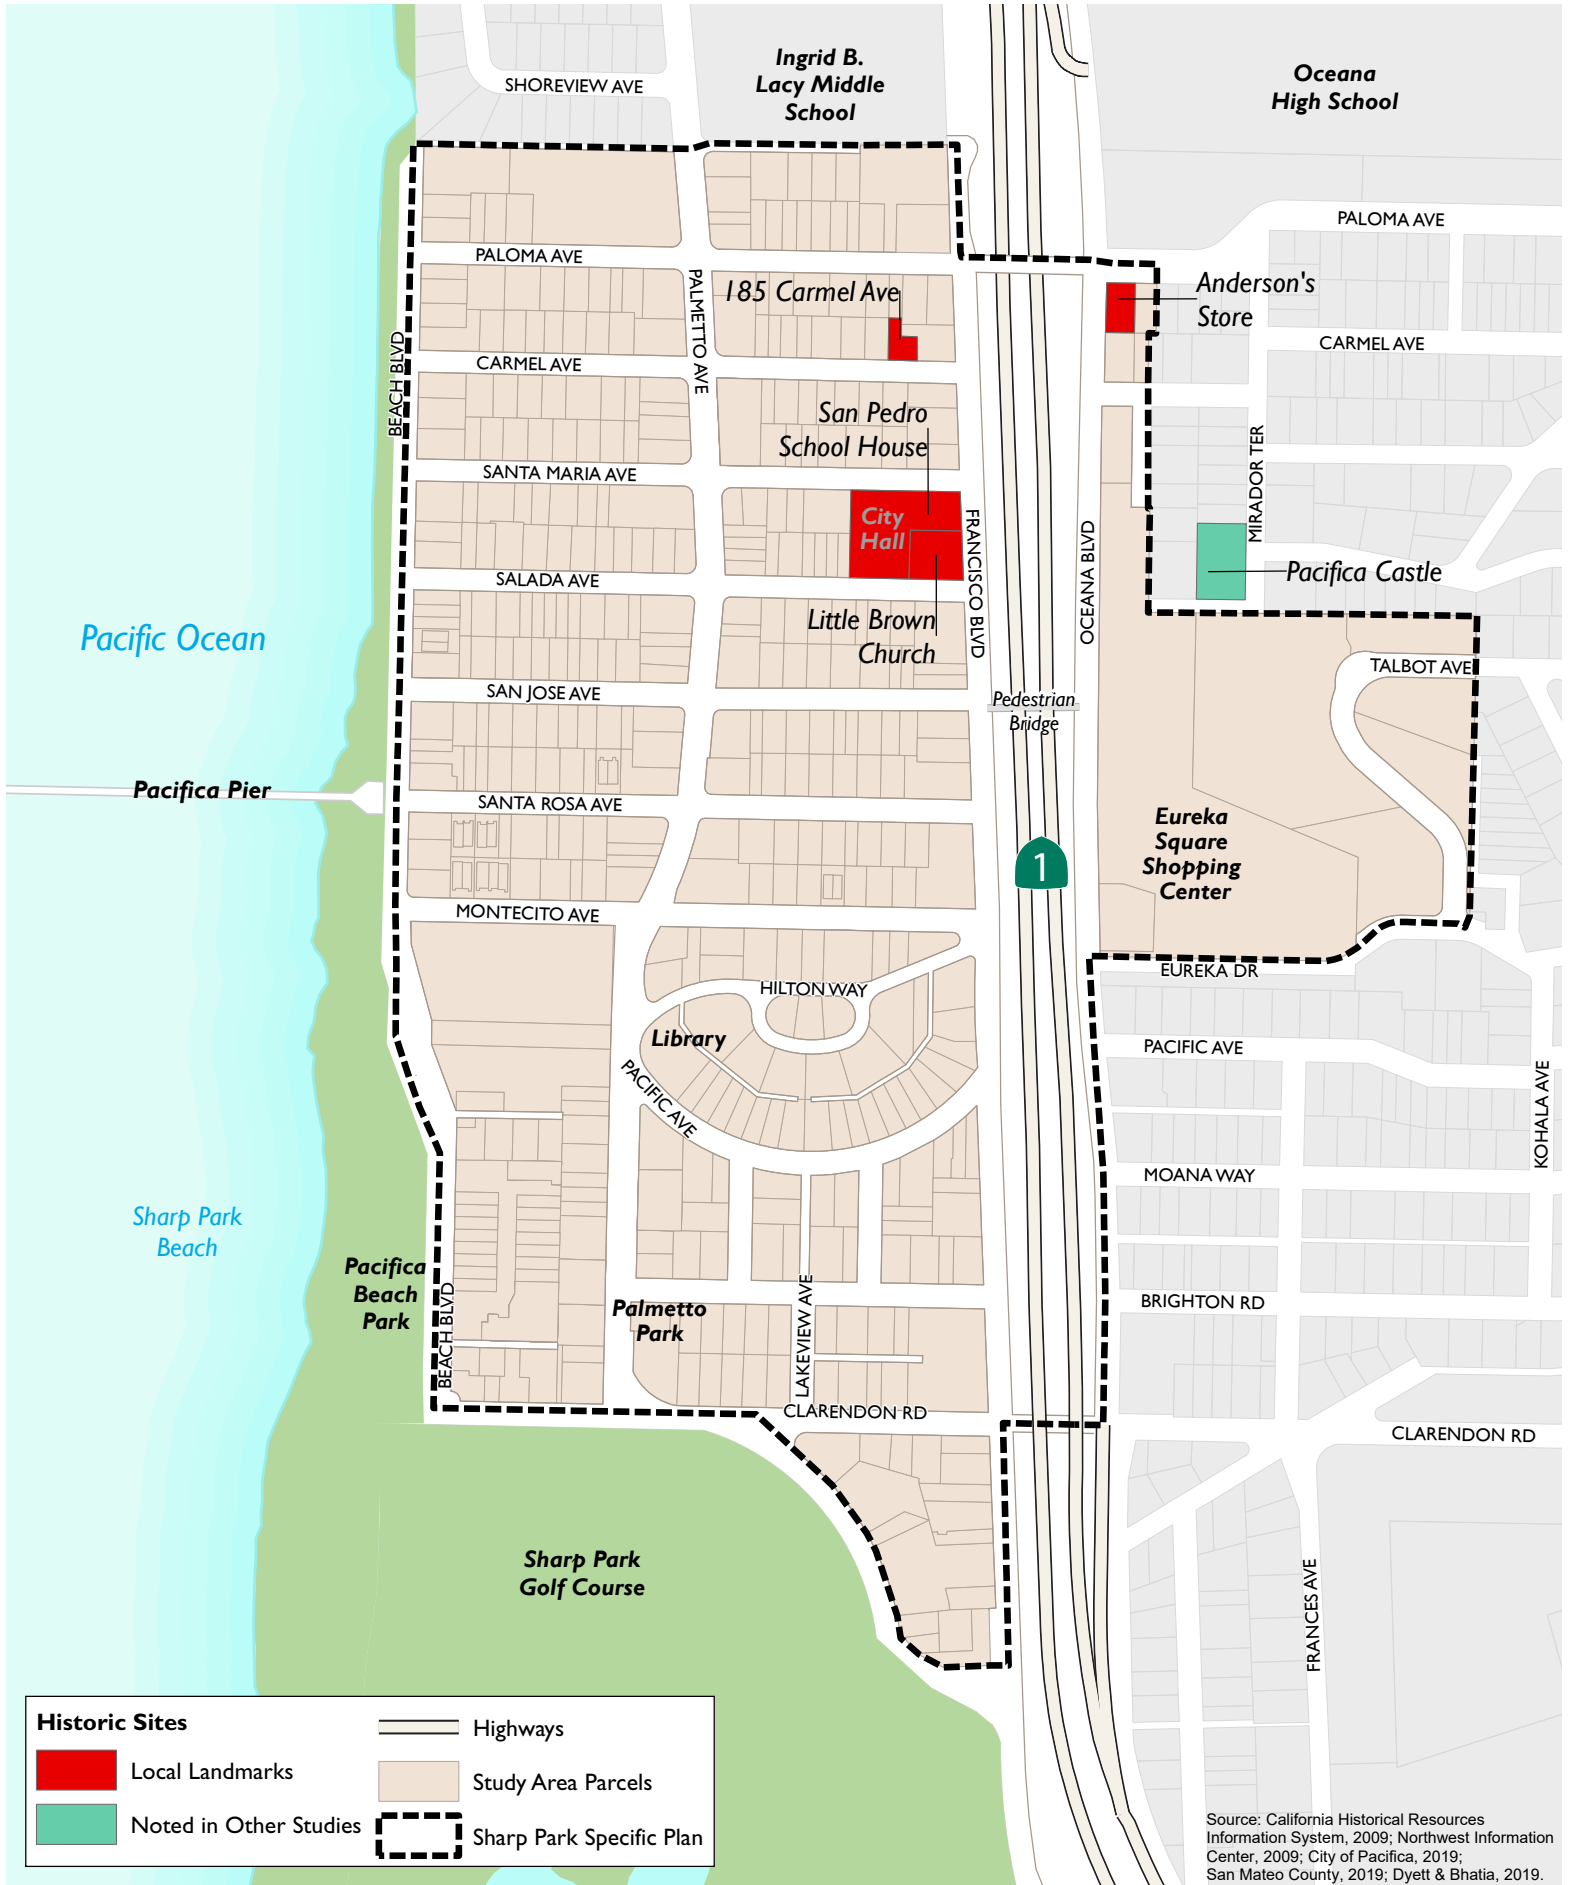 Ingrid B.
Lacy Middle
School
Oceana
High School
SHOREVIEW AVE
PALOMA AVE
PALOMA AVE
185 Carmel Ave
Anderson's
Store
PALMETTO AVE
BEACH BLVD
CARMEL AVE
CARMEL AVE
San Pedro
School House
SANTA MARIA AVE
MIRADOR TER
City
Hall
FRANCISCO BLVD
OCEANA BLVD
Pacifica Castle
SALADA AVE
Little Brown
Church
Pacific Ocean
TALBOT AVE
SAN JOSE AVE
Pedestrian
Bridge
Pacifica Pier
SANTA ROSA AVE
Eureka
Square
Shopping
Center
1
MONTECITO AVE
EUREKA DR
HILTON WAY
Library
PACIFIC AVE
PACIFIC AVE
KOHALA AVE
MOANA WAY
Sharp Park
Beach
Pacifica
Beach
Park
BEACH BLVD
Palmetto
Park
LAKEVIEW AVE
BRIGHTON RD
CLARENDON RD
CLARENDON RD
Sharp Park
Golf Course
FRANCES AVE
Historic Sites
Local Landmarks
Noted in Other Studies
Highways
Study Area Parcels
Sharp Park Specific Plan
Source: California Historical Resources
Information System, 2009; Northwest Information
Center, 2009; City of Pacifica, 2019;
San Mateo County, 2019; Dyett & Bhatia, 2019.